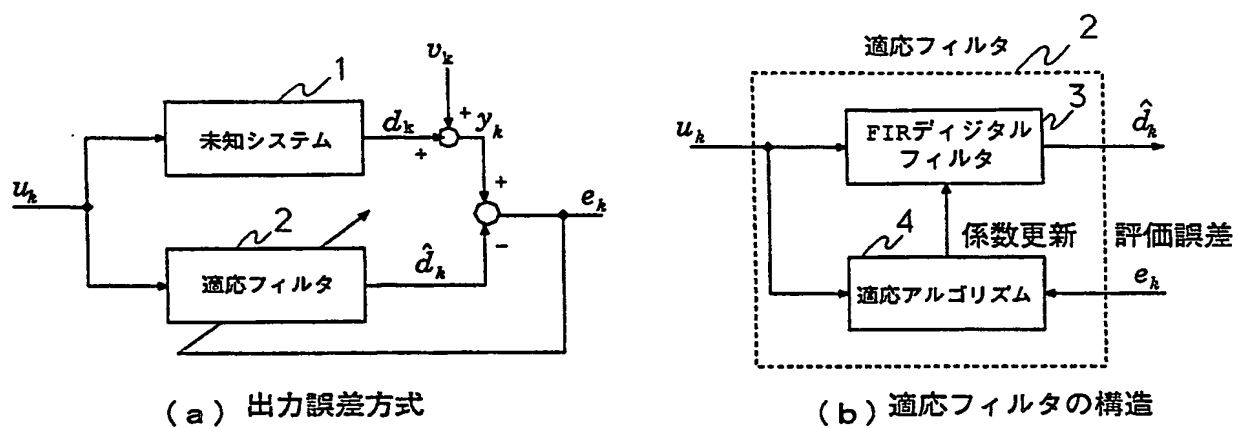 1
v_k
未知システム
d_k
+
+
y_k
u_k
+
−
e_k
2
適応フィルタ
d̂_k
(a) 出力誤差方式
適応フィルタ
2
3
u_k
FIRディジタル
フィルタ
d̂_k
4
係数更新
評価誤差
適応アルゴリズム
e_k
(b) 適応フィルタの構造